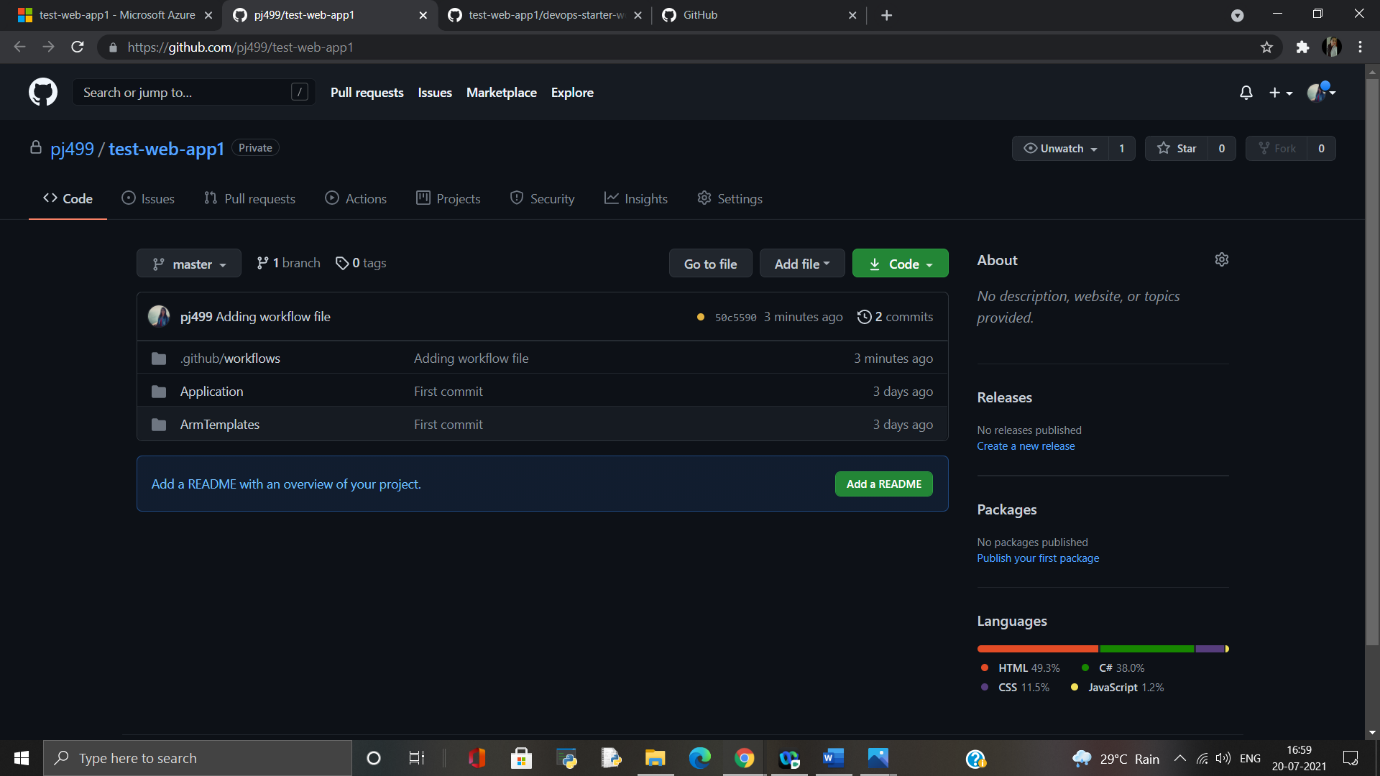 test-web-app1 - Microsoft Azure
pj499/test-web-app1
test-web-app1/devops-starter-w
GitHub
https://github.com/pj499/test-web-app1
Search or jump to... /
Pull requests Issues Marketplace Explore
pj499 / test-web-app1 Private
Unwatch 1 Star 0 Fork 0
Code Issues Pull requests Actions Projects Security Insights Settings
master 1 branch 0 tags Go to file Add file Code
pj499 Adding workflow file 50c5590 3 minutes ago 2 commits
.github/workflows Adding workflow file 3 minutes ago
Application First commit 3 days ago
ArmTemplates First commit 3 days ago
Add a README with an overview of your project. Add a README
About
No description, website, or topics
provided.
Releases
No releases published
Create a new release
Packages
No packages published
Publish your first package
Languages
HTML 49.3% C# 38.0%
CSS 11.5% JavaScript 1.2%
Type here to search
29°C Rain ENG
16:59
20-07-2021